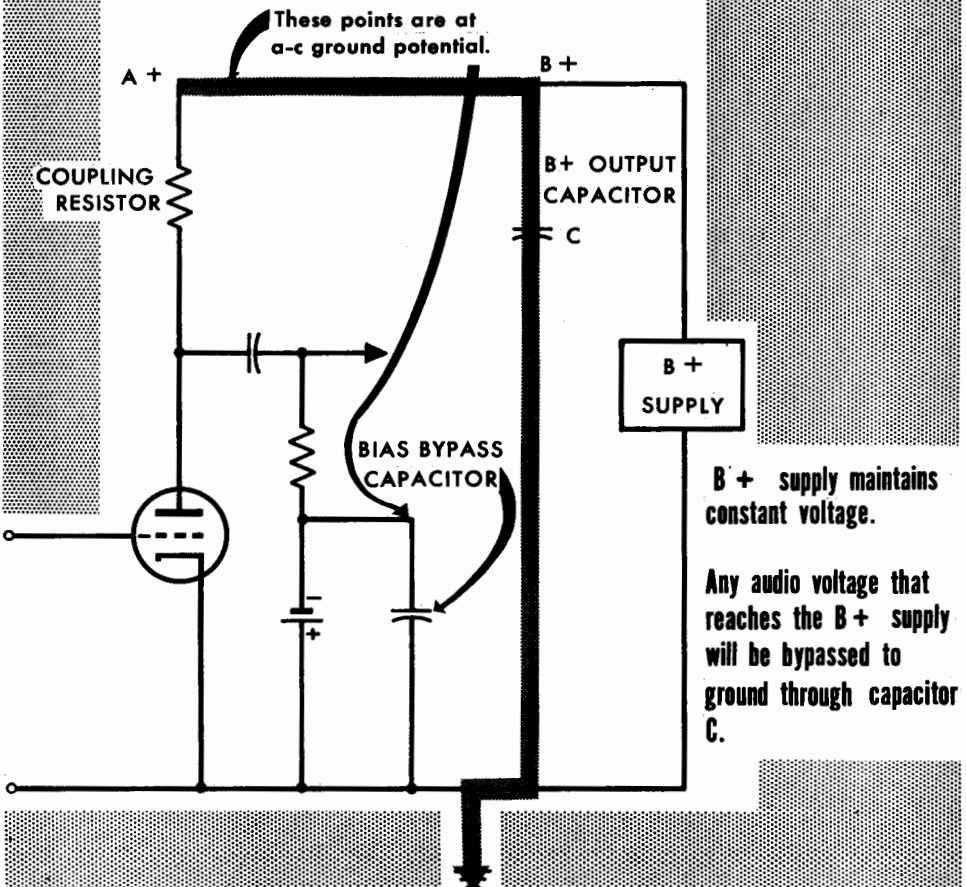 These points are at
a-c ground potential.
A +
B +
COUPLING
RESISTOR
B+ OUTPUT
CAPACITOR
C
B +
SUPPLY
BIAS BYPASS
CAPACITOR
B + supply maintains
constant voltage.
Any audio voltage that
reaches the B + supply
will be bypassed to
ground through capacitor
C.
-
+